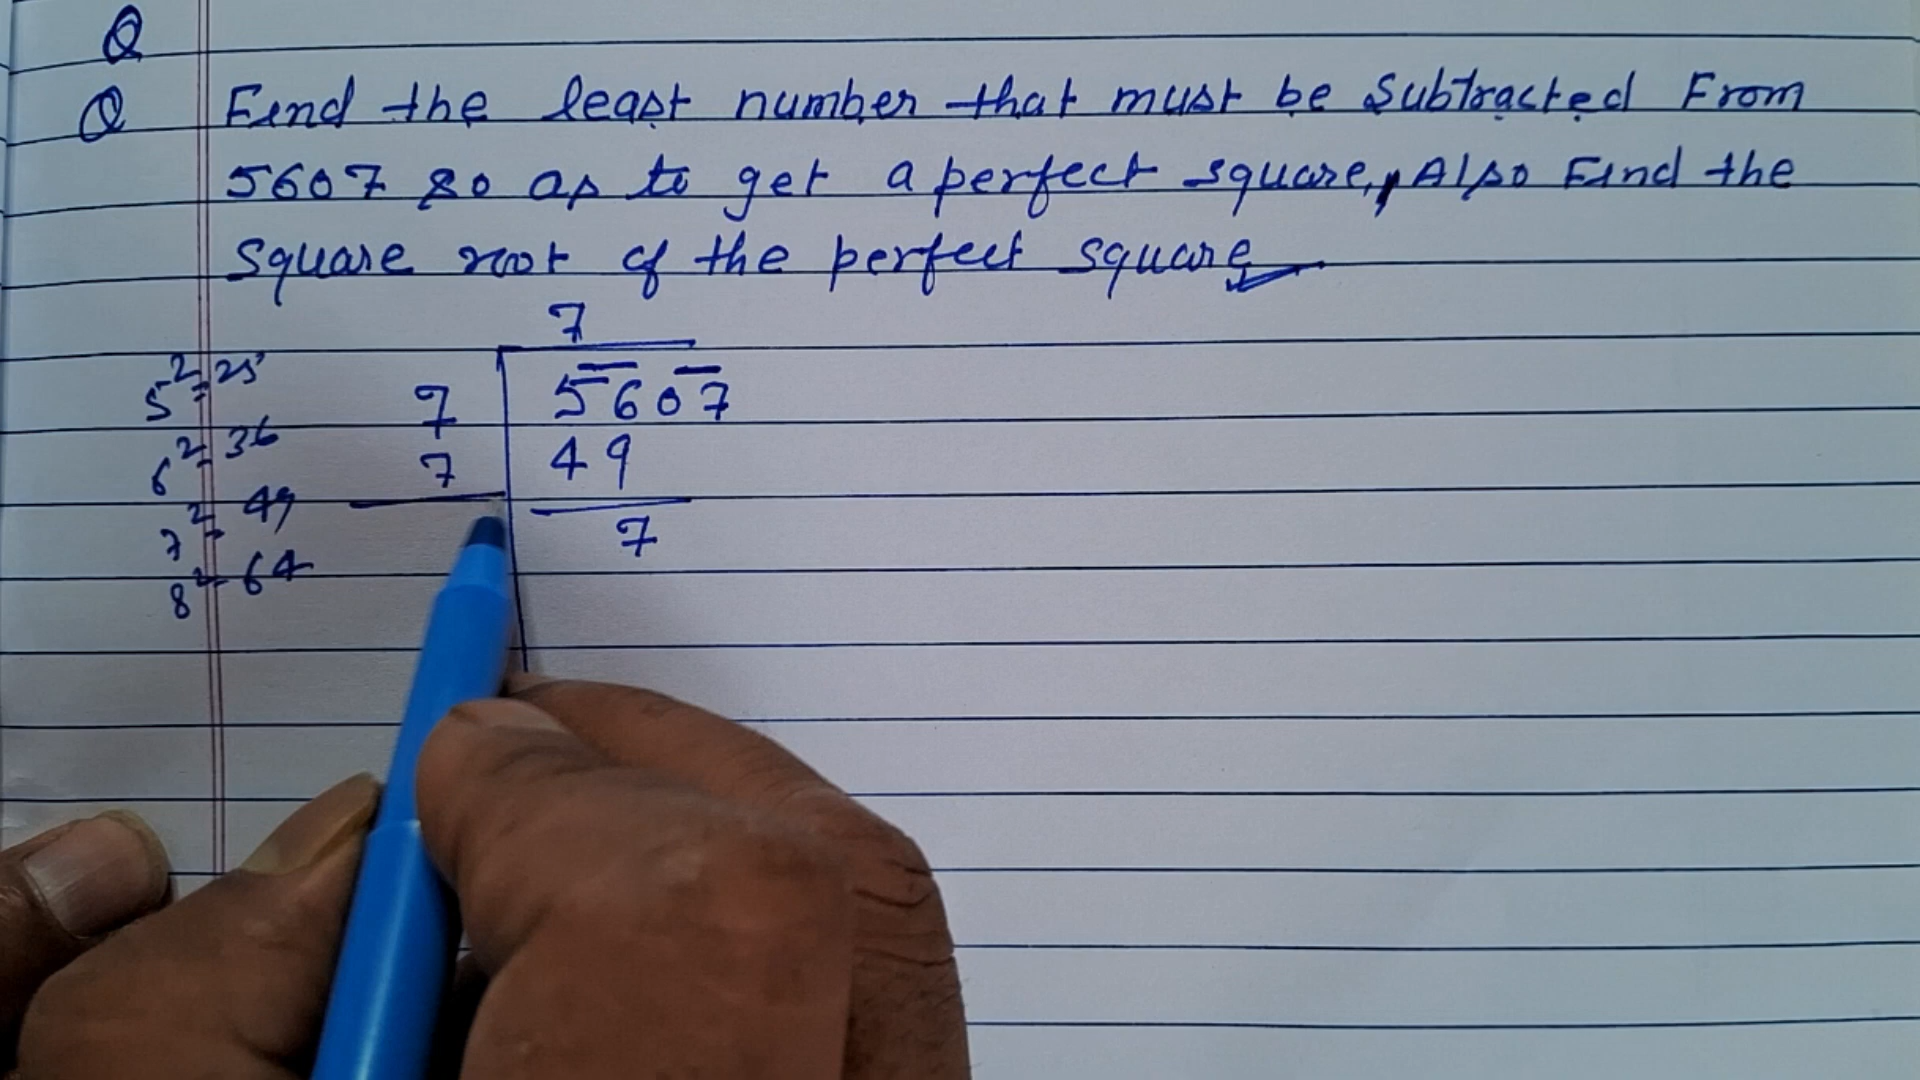 Q
Q Find the least number that must be subtracted From
5607 so as to get a perfect square, Also Find the
square root of the perfect square
7
5² = 25
7 5607
6² = 36
7 49
7² = 49
7
8² = 64